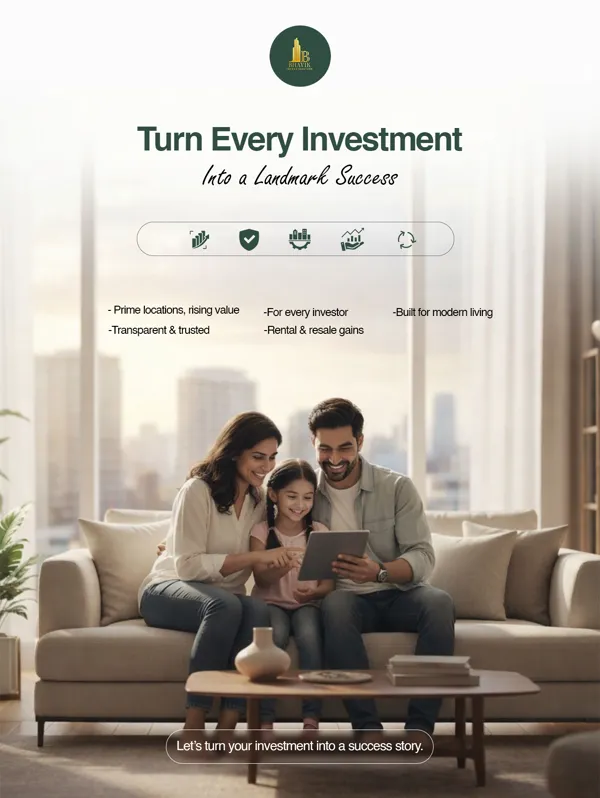 B
BHAVIK
Turn Every Investment
Into a Landmark Success
- Prime locations, rising value
-For every investor
-Built for modern living
-Transparent & trusted
-Rental & resale gains
Let's turn your investment into a success story.